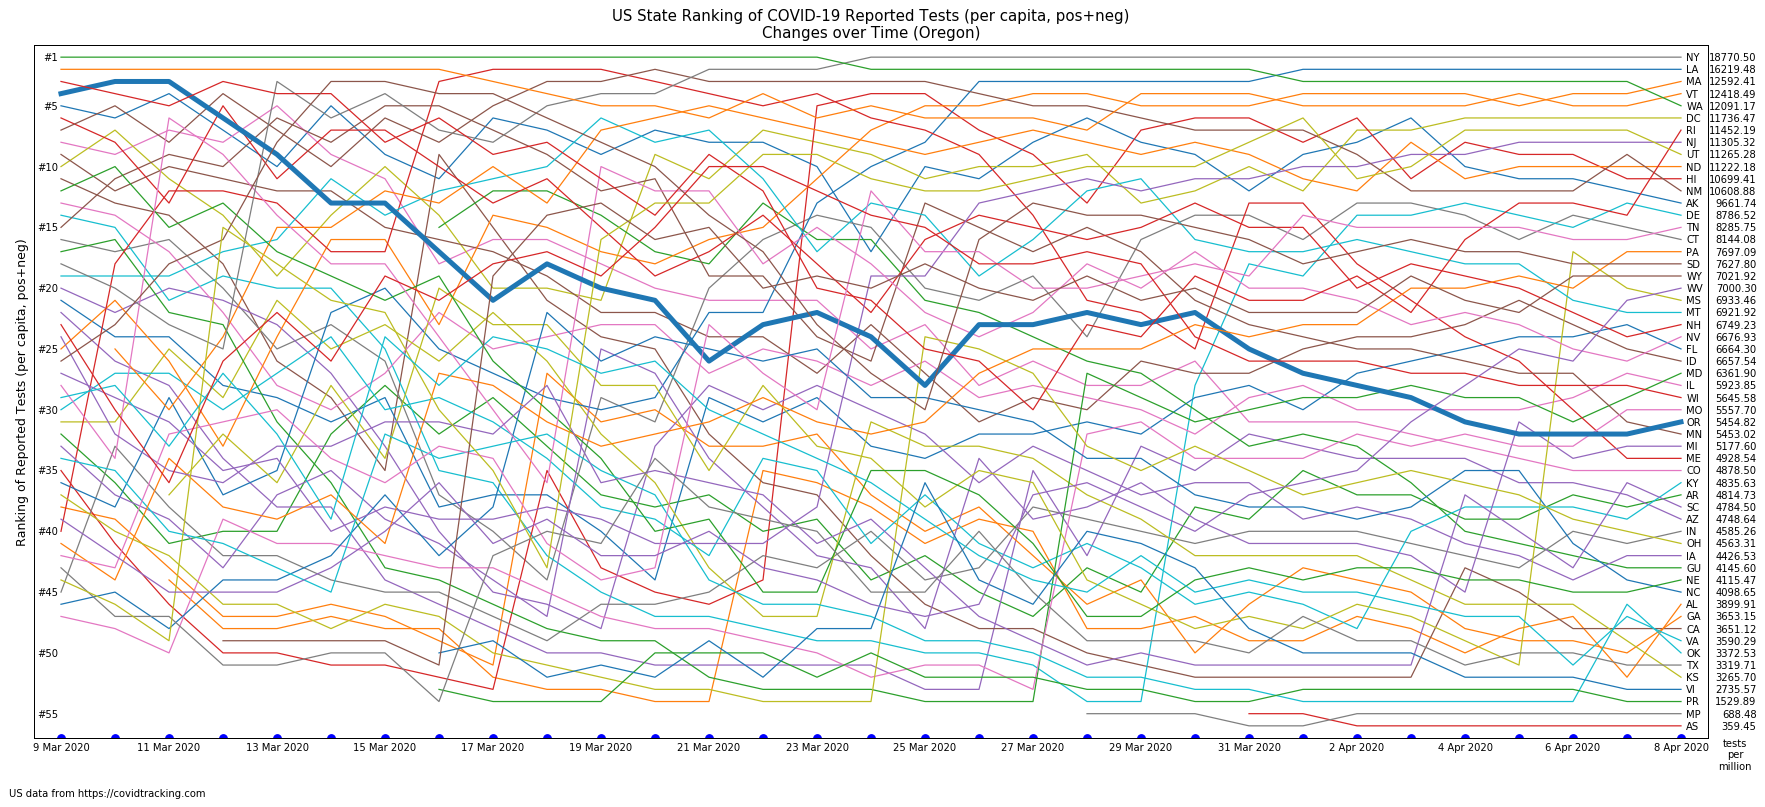 US State Ranking of COVID-19 Reported Tests (per capita, pos+neg)
Changes over Time (Oregon)
Ranking of Reported Tests (per capita, pos+neg)
#1
#5
#10
#15
#20
#25
#30
#35
#40
#45
#50
#55
NY 18770.50
LA 16219.48
MA 12592.41
VT 12418.49
WA 12091.17
DC 11736.47
RI 11452.19
NJ 11305.32
UT 11265.28
ND 11222.18
HI 10699.41
NM 10608.88
AK 9661.74
DE 8786.52
TN 8285.75
CT 8144.08
PA 7697.09
SD 7627.80
WY 7021.92
WV 7000.30
MS 6933.46
MT 6921.92
NH 6749.23
NV 6676.93
FL 6664.30
ID 6657.54
MD 6361.90
IL 5923.85
WI 5645.58
MO 5557.70
OR 5454.82
MN 5453.02
MI 5177.60
ME 4928.54
CO 4878.50
KY 4835.63
AR 4814.73
SC 4784.50
AZ 4748.64
IN 4585.26
OH 4563.31
IA 4426.53
GU 4145.60
NE 4115.47
NC 4098.65
AL 3899.91
GA 3653.15
CA 3651.12
VA 3590.29
OK 3372.53
TX 3319.71
KS 3265.70
VI 2735.57
PR 1529.89
MP 688.48
AS 359.45
9 Mar 2020
11 Mar 2020
13 Mar 2020
15 Mar 2020
17 Mar 2020
19 Mar 2020
21 Mar 2020
23 Mar 2020
25 Mar 2020
27 Mar 2020
29 Mar 2020
31 Mar 2020
2 Apr 2020
4 Apr 2020
6 Apr 2020
8 Apr 2020
tests
per
million
US data from https://covidtracking.com